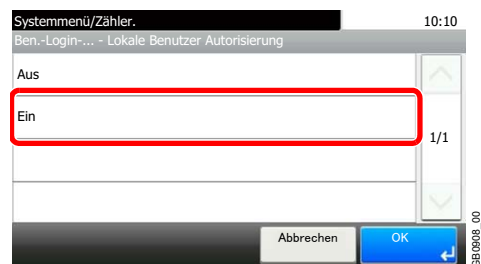 Systemmenü/Zähler. 10:10
Ben.-Login-... - Lokale Benutzer Autorisierung
Aus
Ein
1/1
Abbrechen OK
GB0908_00